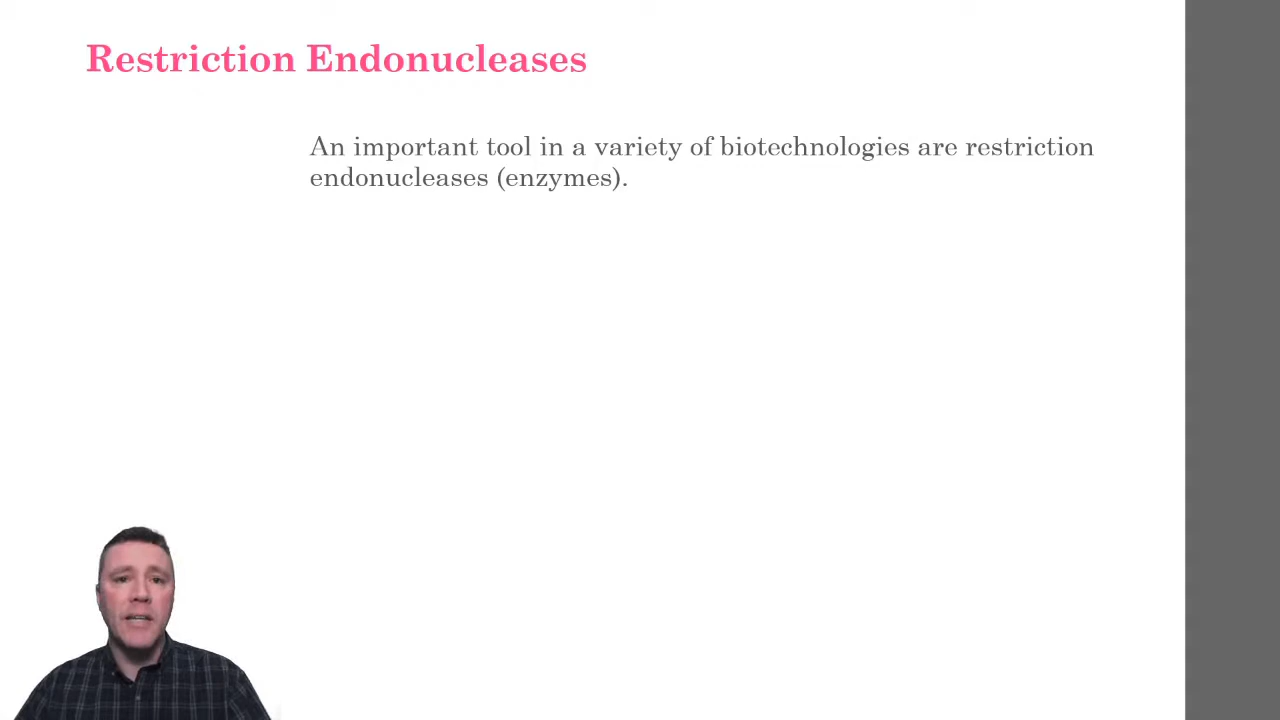 Restriction Endonucleases
An important tool in a variety of biotechnologies are restriction
endonucleases (enzymes).